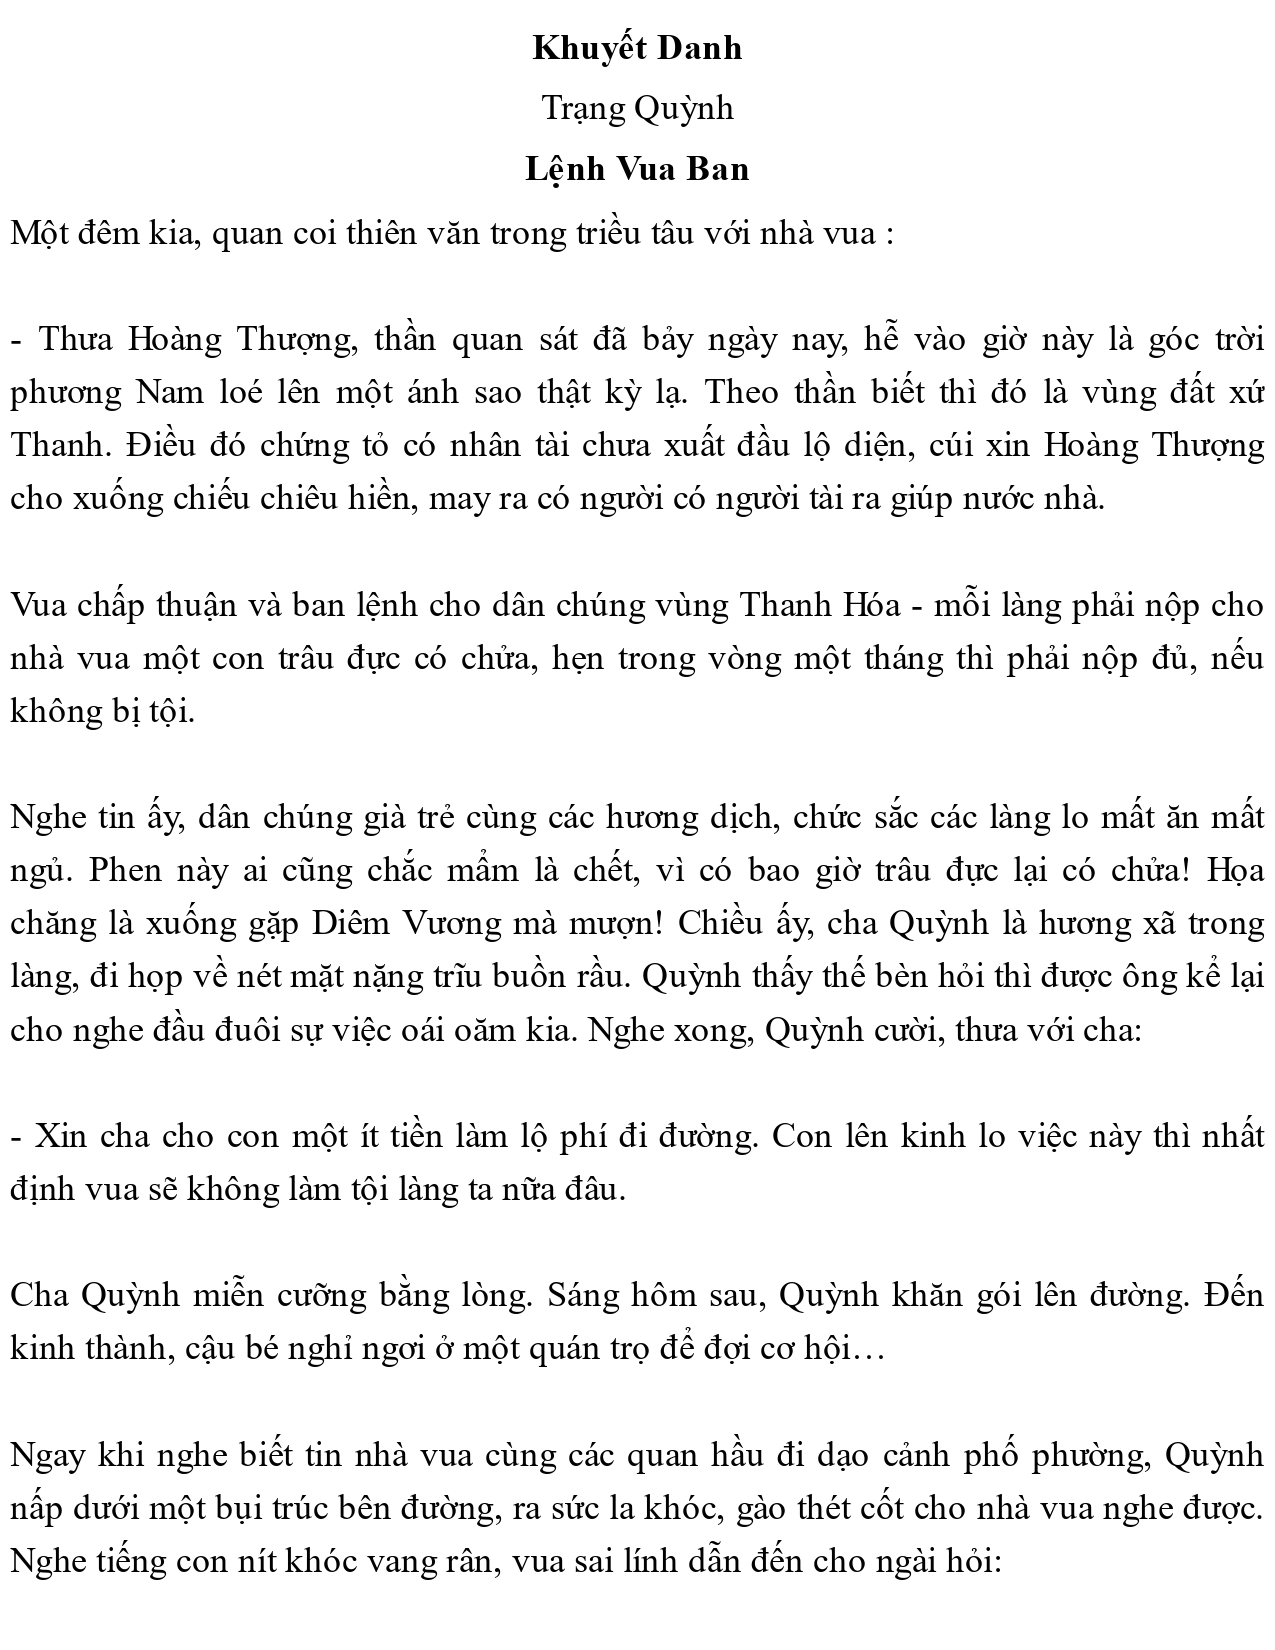 Khuyết Danh
Trạng Quỳnh
Lệnh Vua Ban
Một đêm kia, quan coi thiên văn trong triều tâu với nhà vua :
- Thưa Hoàng Thượng, thần quan sát đã bảy ngày nay, hễ vào giờ này là góc trời
phương Nam loé lên một ánh sao thật kỳ lạ. Theo thần biết thì đó là vùng đất xứ
Thanh. Điều đó chứng tỏ có nhân tài chưa xuất đầu lộ diện, cúi xin Hoàng Thượng
cho xuống chiếu chiêu hiền, may ra có người có người tài ra giúp nước nhà.
Vua chấp thuận và ban lệnh cho dân chúng vùng Thanh Hóa - mỗi làng phải nộp cho
nhà vua một con trâu đực có chửa, hẹn trong vòng một tháng thì phải nộp đủ, nếu
không bị tội.
Nghe tin ấy, dân chúng già trẻ cùng các hương dịch, chức sắc các làng lo mất ăn mất
ngủ. Phen này ai cũng chắc mẩm là chết, vì có bao giờ trâu đực lại có chửa! Họa
chăng là xuống gặp Diêm Vương mà mượn! Chiều ấy, cha Quỳnh là hương xã trong
làng, đi họp về nét mặt nặng trĩu buồn rầu. Quỳnh thấy thế bèn hỏi thì được ông kể lại
cho nghe đầu đuôi sự việc oái oăm kia. Nghe xong, Quỳnh cười, thưa với cha:
- Xin cha cho con một ít tiền làm lộ phí đi đường. Con lên kinh lo việc này thì nhất
định vua sẽ không làm tội làng ta nữa đâu.
Cha Quỳnh miễn cưỡng bằng lòng. Sáng hôm sau, Quỳnh khăn gói lên đường. Đến
kinh thành, cậu bé nghỉ ngơi ở một quán trọ để đợi cơ hội…
Ngay khi nghe biết tin nhà vua cùng các quan hầu đi dạo cảnh phố phường, Quỳnh
nấp dưới một bụi trúc bên đường, ra sức la khóc, gào thét cốt cho nhà vua nghe được.
Nghe tiếng con nít khóc vang rân, vua sai lính dẫn đến cho ngài hỏi: